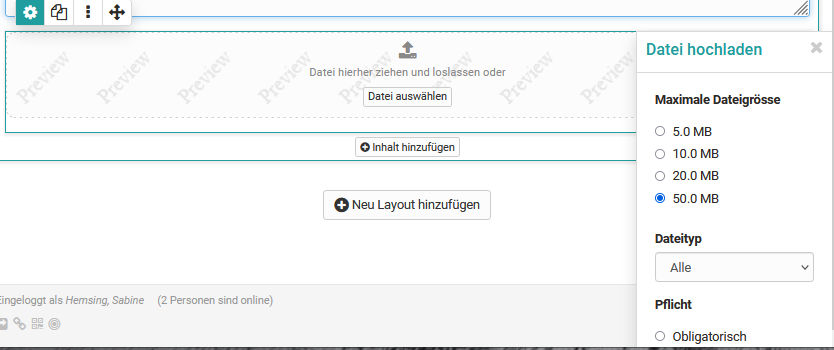 Datei hochladen
Preview Preview Preview Preview Preview Preview Preview Preview
Datei hierher ziehen und loslassen oder
Datei auswählen
Inhalt hinzufügen
Neu Layout hinzufügen
Eingeloggt als Hemsing, Sabine (2 Personen sind online)
Maximale Dateigrösse
5.0 MB
10.0 MB
20.0 MB
50.0 MB
Dateityp
Alle
Pflicht
Obligatorisch